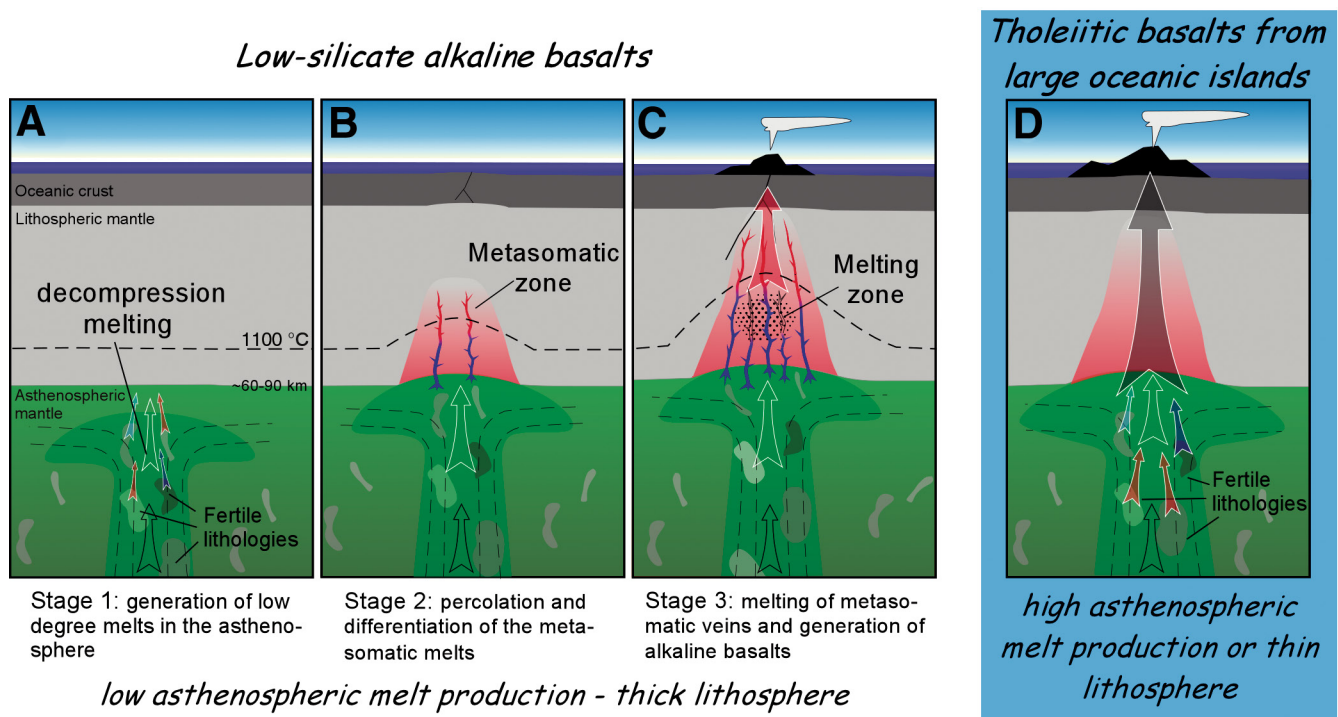 Low-silicate alkaline basalts
Tholeiitic basalts from
large oceanic islands
A
B
C
D
Oceanic crust
Lithospheric mantle
decompression
melting
1100 °C
~60-90 km
Asthenospheric
mantle
Fertile
lithologies
Metasomatic
zone
Melting
zone
Fertile
lithologies
Stage 1: generation of low
degree melts in the astheno-
sphere
Stage 2: percolation and
differentiation of the meta-
somatic melts
Stage 3: melting of metaso-
matic veins and generation of
alkaline basalts
low asthenospheric melt production - thick lithosphere
high asthenospheric
melt production or thin
lithosphere